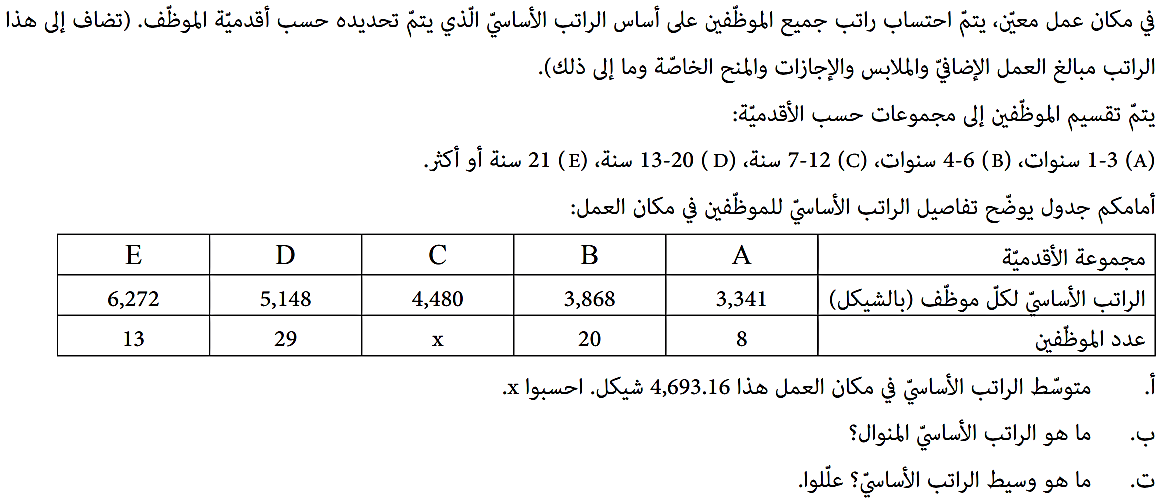 في مكان عمل معيّن، يتمّ احتساب راتب جميع الموظّفين على أساس الراتب الأساسيّ الّذي يتمّ تحديده حسب أقدميّة الموظّف. (تضاف إلى هذا
الراتب مبالغ العمل الإضافيّ والملابس والإجازات والمنح الخاصّة وما إلى ذلك).
يتمّ تقسيم الموظّفين إلى مجموعات حسب الأقدميّة:
(A) 1-3 سنوات، (B) 4-6 سنوات، (C) 7-12 سنة، (D) 13-20 سنة، (E) 21 سنة أو أكثر.
أمامكم جدول يوضّح تفاصيل الراتب الأساسيّ للموظّفين في مكان العمل:
مجموعة الأقدميّة A B C D E
الراتب الأساسيّ لكلّ موظّف (بالشيكل) 3,341 3,868 4,480 5,148 6,272
عدد الموظّفين 8 20 x 29 13
أ. متوسّط الراتب الأساسيّ في مكان العمل هذا 4,693.16 شيكل. احسبوا x.
ب. ما هو الراتب الأساسيّ المنوال؟
ت. ما هو وسيط الراتب الأساسيّ؟ علّلوا.